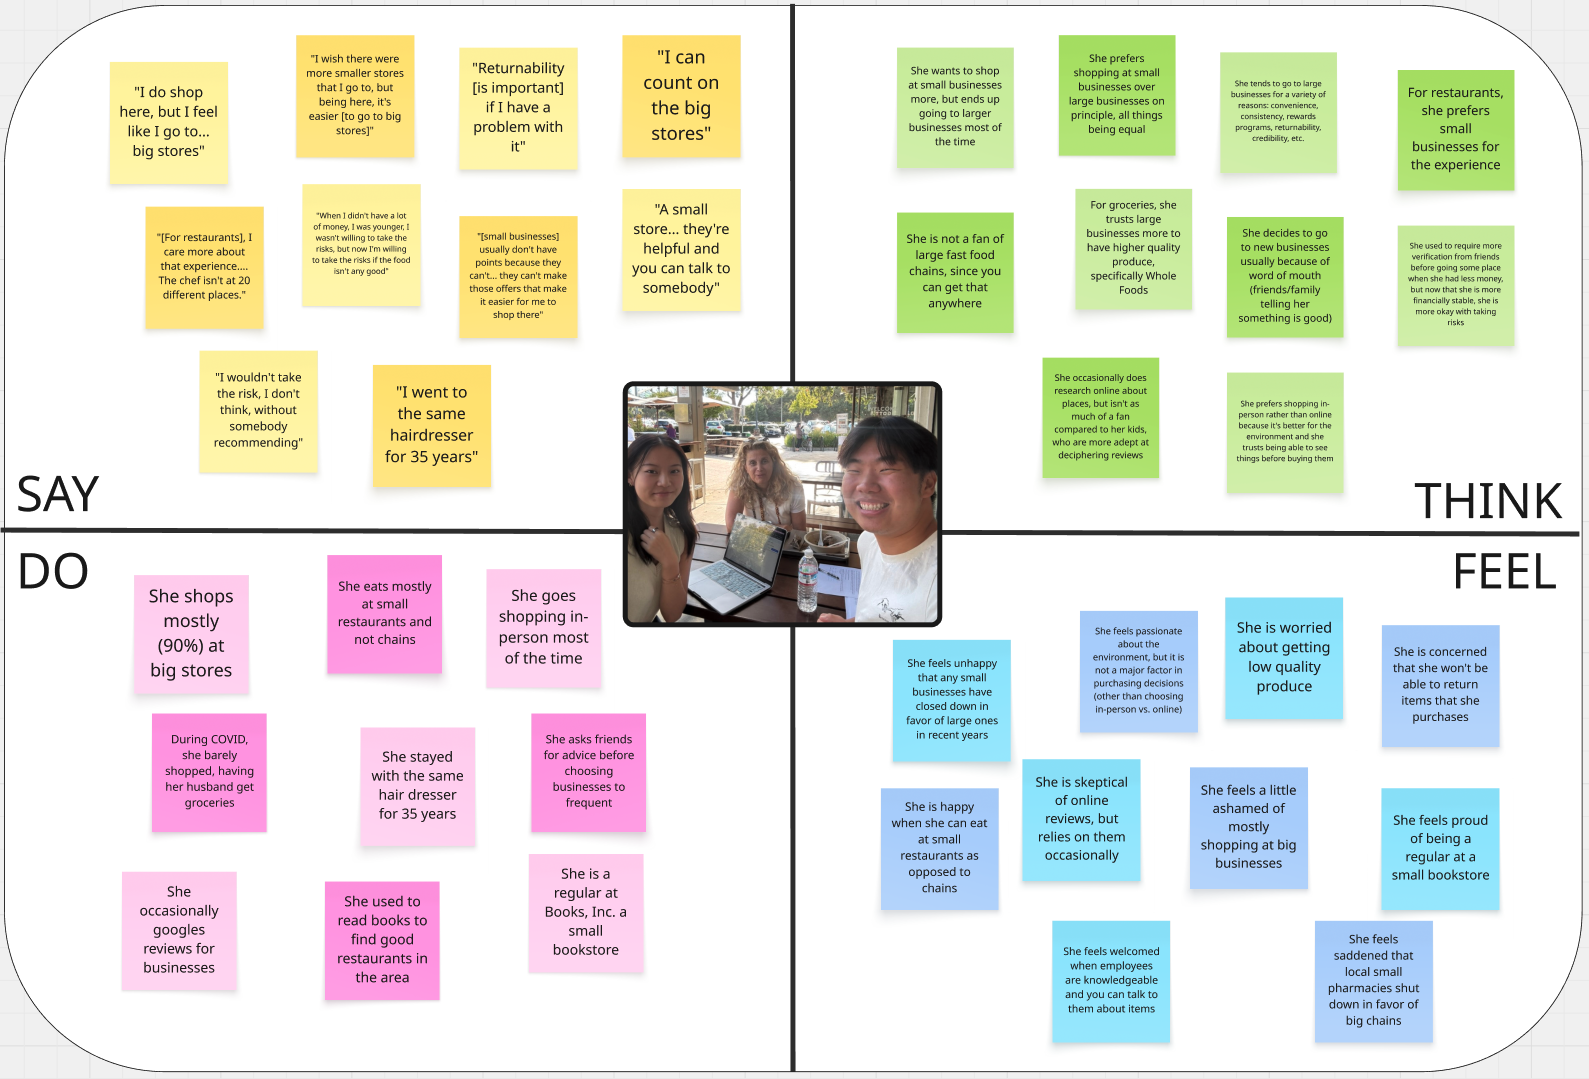 "I do shop
here, but I feel
like I go to...
big stores"
"I wish there were
more smaller stores
that I go to, but
being here, it's
easier [to go to big
stores]"
"Returnability
[is important]
if I have a
problem with
it"
"I can
count on
the big
stores"
"[For restaurants], I
care more about
that experience....
The chef isn't at 20
different places."
"When I didn't have a lot
of money, I was younger, I
wasn't willing to take the
risks, but now I'm willing
to take the risks if the food
isn't any good"
"[small businesses]
usually don't have
points because they
can't... they can't make
those offers that make
it easier for me to
shop there"
"A small
store... they're
helpful and
you can talk to
somebody"
"I wouldn't take
the risk, I don't
think, without
somebody
recommending"
"I went to
the same
hairdresser
for 35 years"
SAY
She wants to shop
at small businesses
more, but ends up
going to larger
businesses most of
the time
She prefers
shopping at small
businesses over
large businesses on
principle, all things
being equal
She tends to go to large
businesses for a variety of
reasons: convenience,
consistency, rewards
programs, returnability,
credibility, etc.
For restaurants,
she prefers
small
businesses for
the experience
She is not a fan of
large fast food
chains, since you
can get that
anywhere
For groceries, she
trusts large
businesses more to
have higher quality
produce,
specifically Whole
Foods
She decides to go
to new businesses
usually because of
word of mouth
(friends/family
telling her
something is good)
She used to require more
verification from friends
before going some place
when she had less money,
but now that she is more
financially stable, she is
more okay with taking
risks
She occasionally does
research online about
places, but isn't as
much of a fan
compared to her kids,
who are more adept at
deciphering reviews
She prefers shopping in-
person rather than online
because it's better for the
environment and she
trusts being able to see
things before buying them
THINK
DO
She shops
mostly
(90%) at
big stores
She eats mostly
at small
restaurants and
not chains
She goes
shopping in-
person most
of the time
During COVID,
she barely
shopped, having
her husband get
groceries
She stayed
with the same
hair dresser
for 35 years
She asks friends
for advice before
choosing
businesses to
frequent
She
occasionally
googles
reviews for
businesses
She used to
read books to
find good
restaurants in
the area
She is a
regular at
Books, Inc. a
small
bookstore
FEEL
She feels unhappy
that any small
businesses have
closed down in
favor of large ones
in recent years
She feels passionate
about the
environment, but it is
not a major factor in
purchasing decisions
(other than choosing
in-person vs. online)
She is worried
about getting
low quality
produce
She is concerned
that she won't be
able to return
items that she
purchases
She is happy
when she can eat
at small
restaurants as
opposed to
chains
She is skeptical
of online
reviews, but
relies on them
occasionally
She feels a little
ashamed of
mostly
shopping at big
businesses
She feels proud
of being a
regular at a
small bookstore
She feels welcomed
when employees
are knowledgeable
and you can talk to
them about items
She feels
saddened that
local small
pharmacies shut
down in favor of
big chains